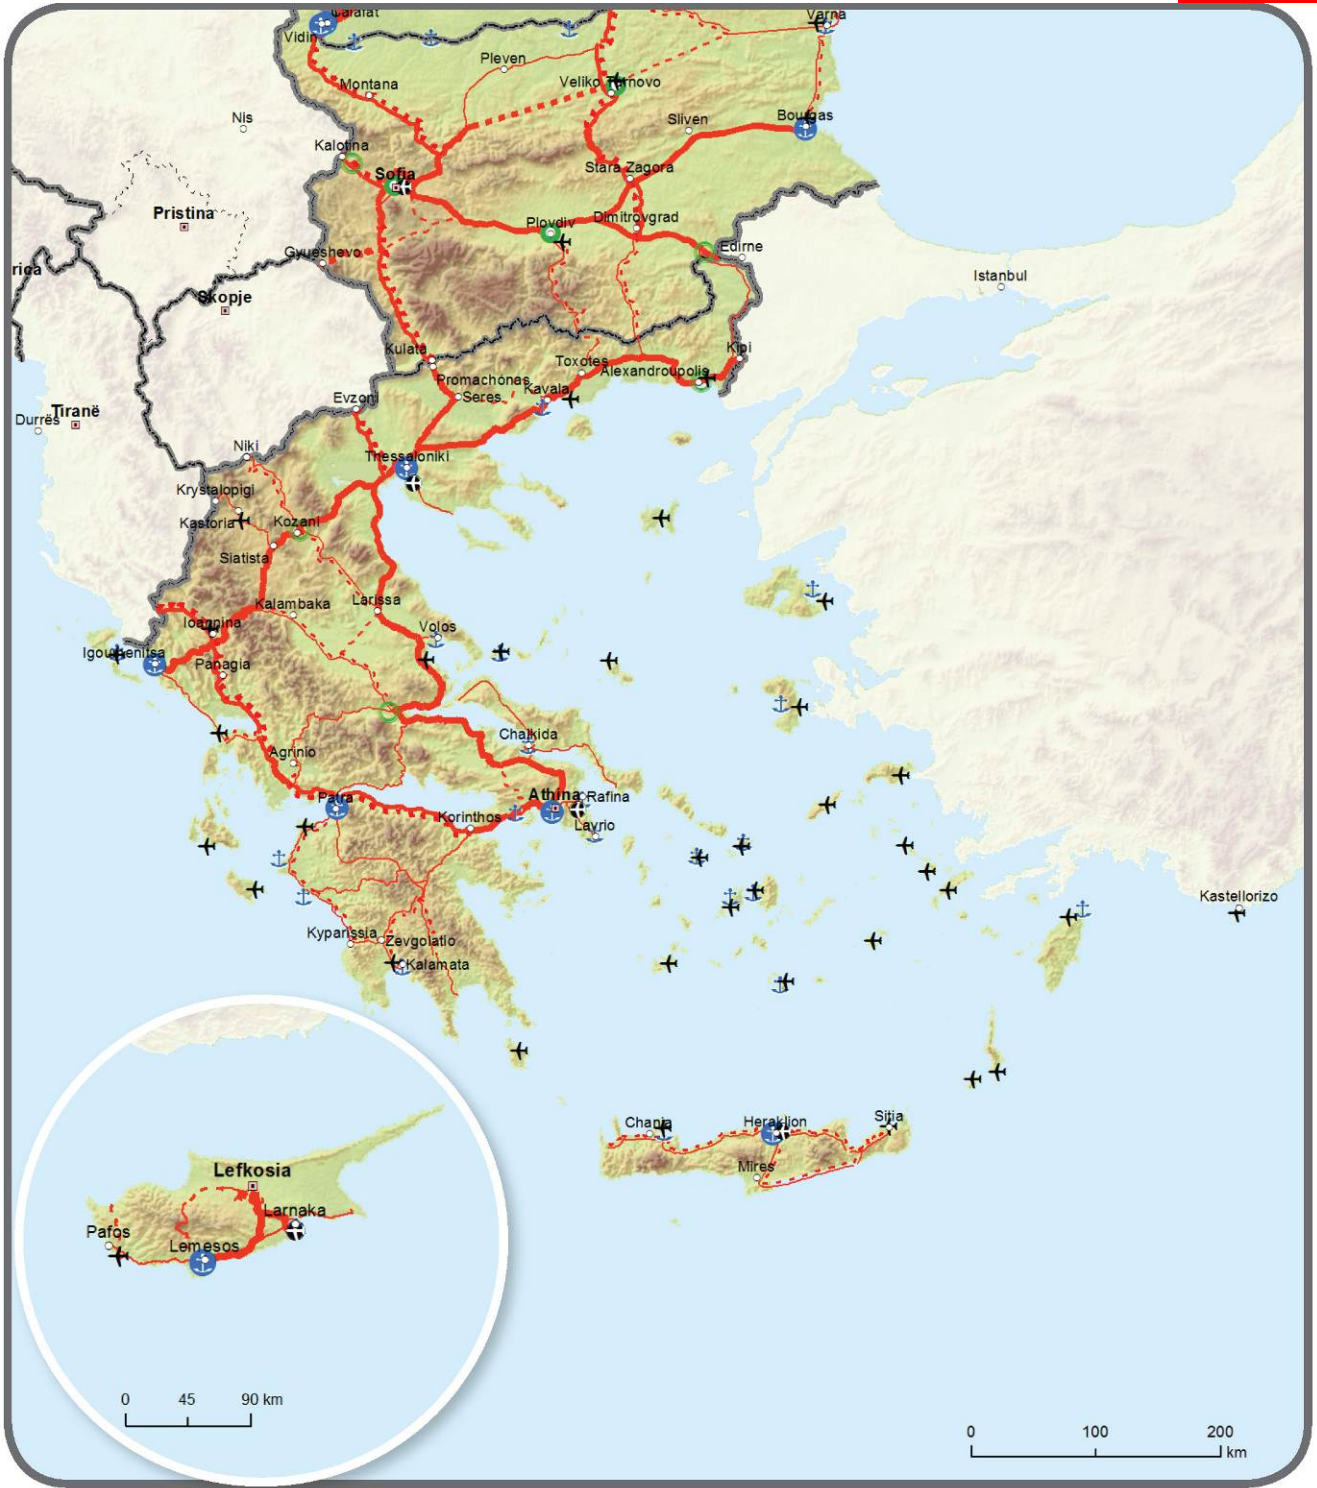 Calafat
Varna
Vidin
Pleven
Montana
Veliko Tarnovo
Nis
Sliven
Bourgas
Kalotina
Sofia
Stara Zagora
Pristina
Plovdiv
Dimitrovgrad
Gyueshevo
Edirne
rica
Istanbul
Skopje
Kulata
Kipi
Toxotes
Promachonas
Alexandroupolis
Evzoni
Seres
Kavala
Tiranë
Durrës
Niki
Thessaloniki
Krystalopigi
Kastoria
Kozani
Siatista
Kalambaka
Larissa
Ioannina
Volos
Igoumenitsa
Panagia
Chalkida
Agrinio
Patra
Athina
Rafina
Korinthos
Lavrio
Kastellorizo
Kyparissia
Zevgolatio
Kalamata
Chania
Heraklion
Sitia
Mires
Lefkosia
Larnaka
Pafos
Lemesos
0 45 90 km
0 100 200
km